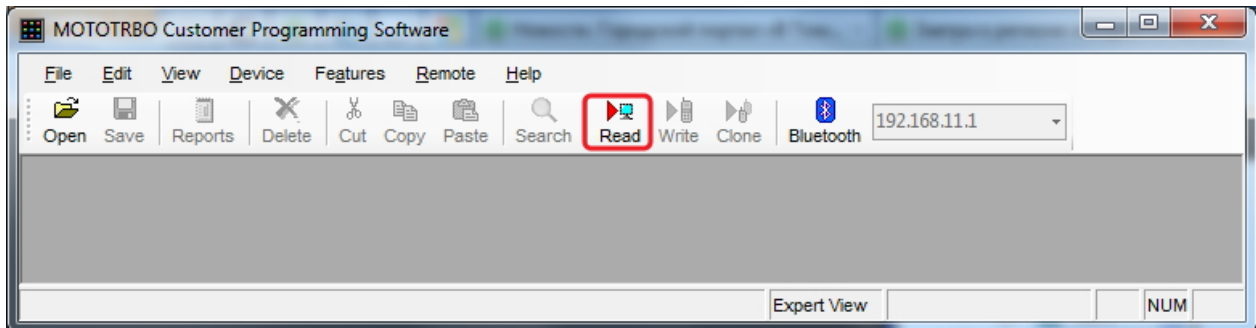 MOTOTRBO Customer Programming Software
File Edit View Device Features Remote Help
Open Save Reports Delete Cut Copy Paste Search Read Write Clone Bluetooth 192.168.11.1
Expert View NUM